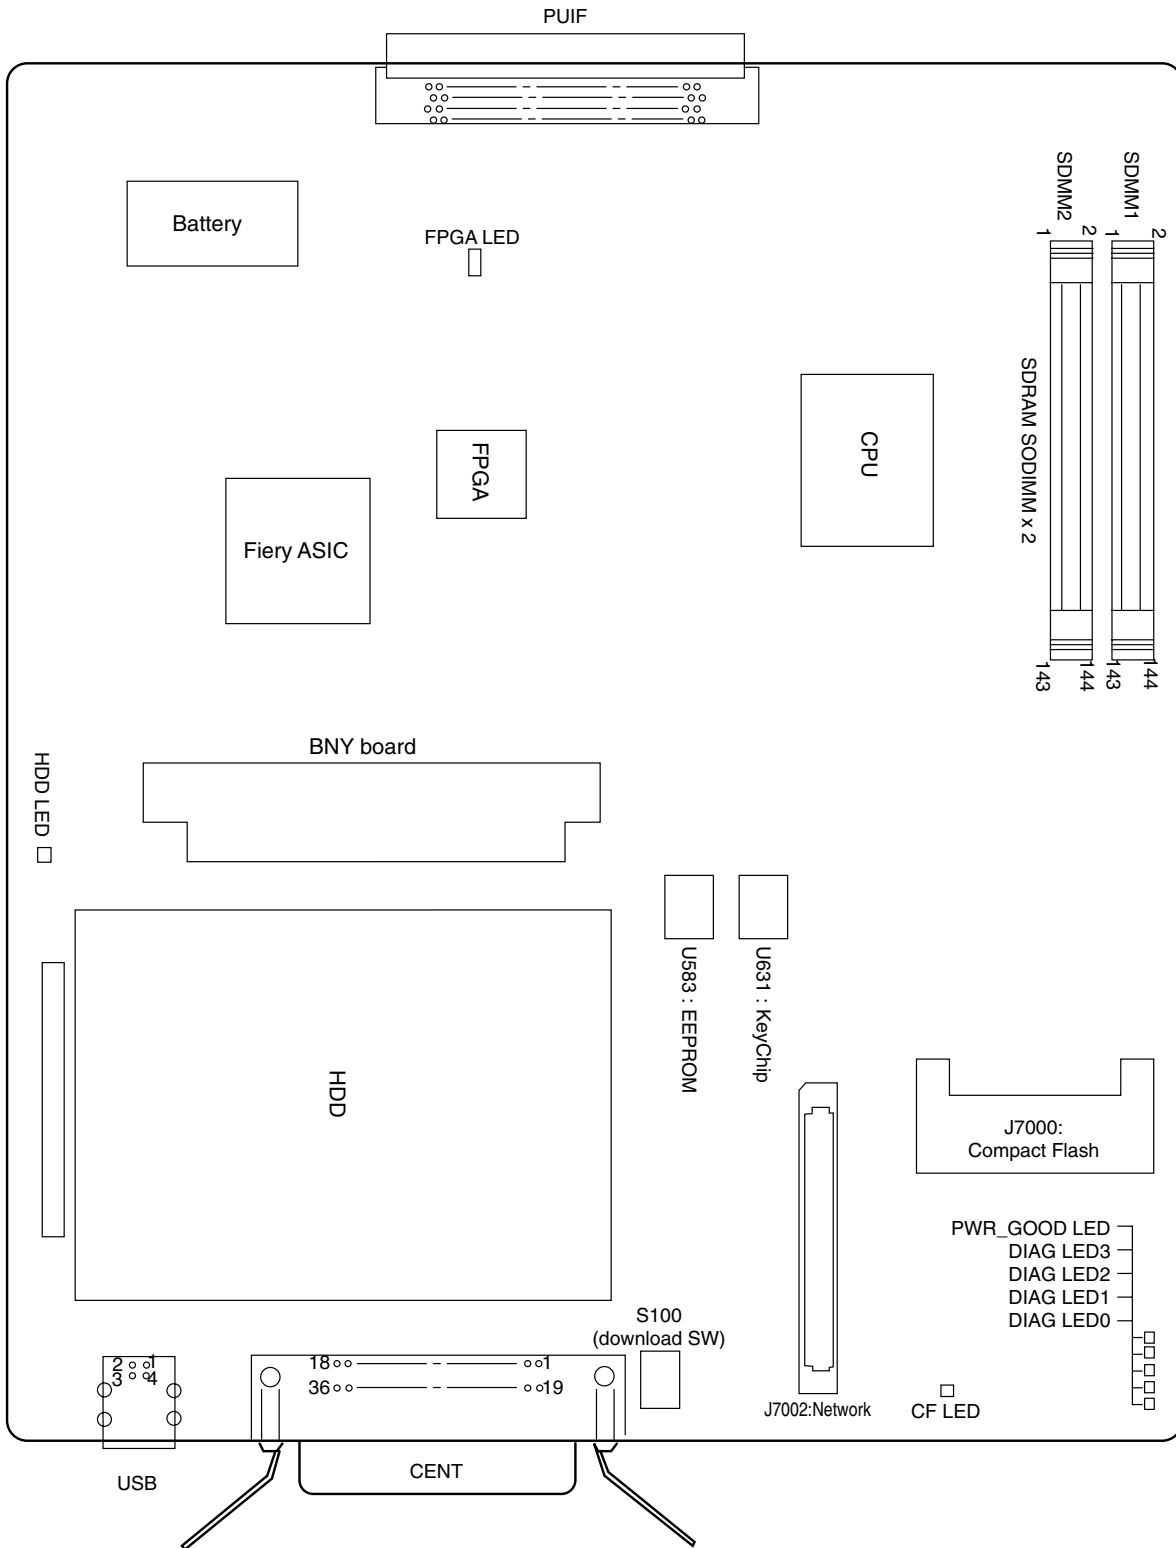 PUIF
Battery
FPGA LED
SDMM2
SDMM1
1
2
1
2
SDRAM SODIMM x 2
CPU
FPGA
Fiery ASIC
143
144
143
144
BNY board
HDD LED
U583 : EEPROM
U631 : KeyChip
HDD
J7000:
Compact Flash
PWR_GOOD LED
DIAG LED3
DIAG LED2
DIAG LED1
DIAG LED0
S100
(download SW)
2 1
3 4
18 1
36 19
J7002:Network
CF LED
USB
CENT